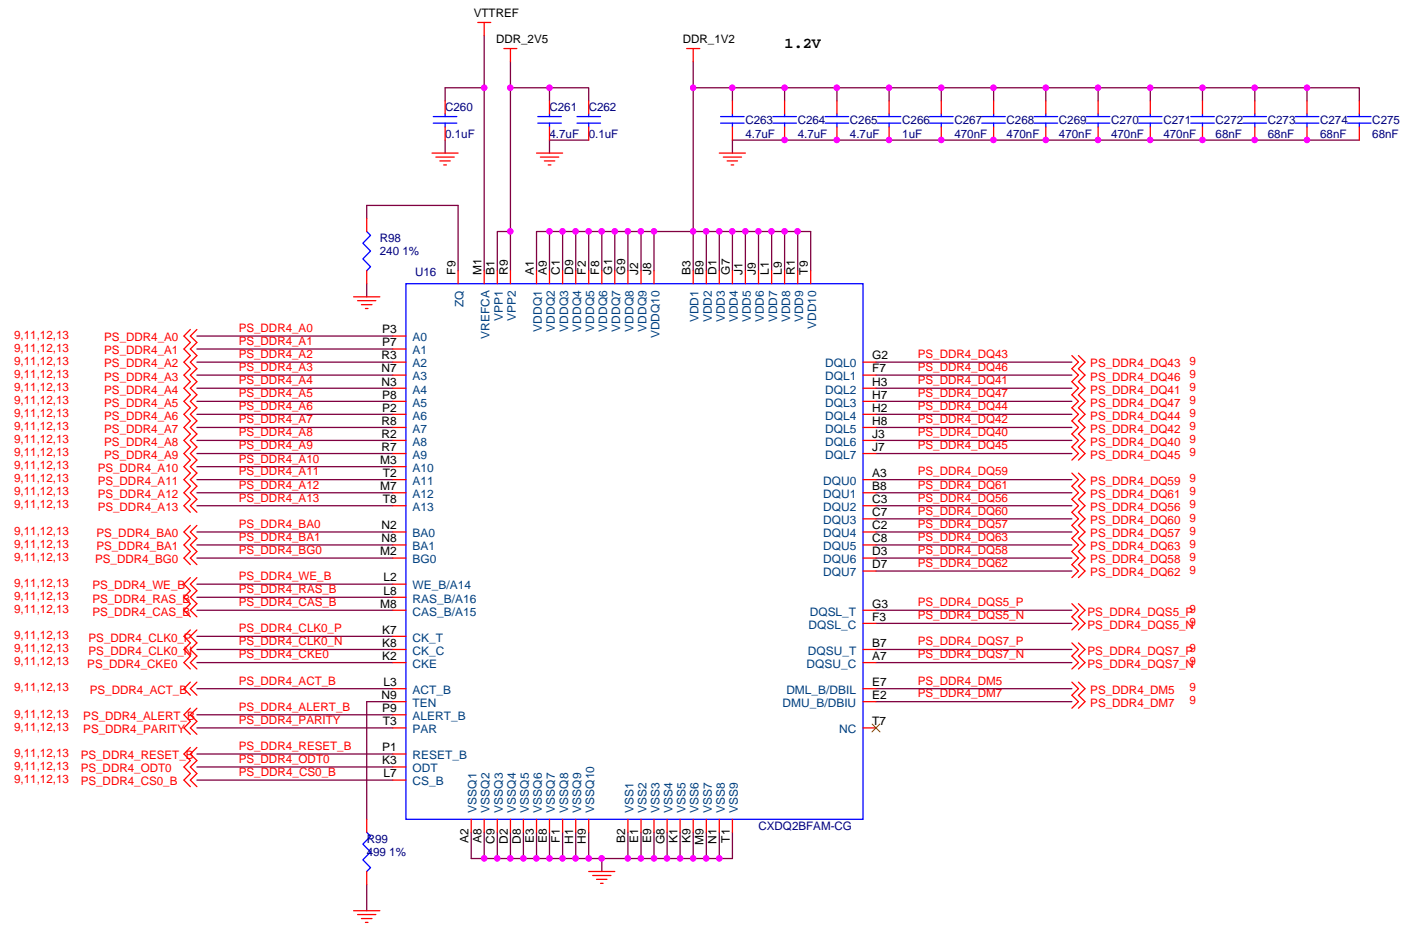 VTTREF
DDR_2V5
DDR_1V2
1.2V
C260
0.1uF
C261
4.7uF
C262
0.1uF
C263
4.7uF
C264
4.7uF
C265
4.7uF
C266
1uF
C267
470nF
C268
470nF
C269
470nF
C270
470nF
C271
470nF
C272
68nF
C273
68nF
C274
68nF
C275
68nF
R98
240 1%
U16
F9 M1 B1 R9 A1 A9 C1 D9 F2 F8 G1 G9 J2 J8 B3 B9 D1 G7 J1 J9 L1 L9 R1 T9
ZQ VREFCA VPP1 VPP2 VDDQ1 VDDQ2 VDDQ3 VDDQ4 VDDQ5 VDDQ6 VDDQ7 VDDQ8 VDDQ9 VDDQ10 VDD1 VDD2 VDD3 VDD4 VDD5 VDD6 VDD7 VDD8 VDD9 VDD10
9,11,12,13 PS_DDR4_A0 PS_DDR4_A0 P3 A0
9,11,12,13 PS_DDR4_A1 PS_DDR4_A1 P7 A1
9,11,12,13 PS_DDR4_A2 PS_DDR4_A2 R3 A2
9,11,12,13 PS_DDR4_A3 PS_DDR4_A3 N7 A3
9,11,12,13 PS_DDR4_A4 PS_DDR4_A4 N3 A4
9,11,12,13 PS_DDR4_A5 PS_DDR4_A5 P8 A5
9,11,12,13 PS_DDR4_A6 PS_DDR4_A6 P2 A6
9,11,12,13 PS_DDR4_A7 PS_DDR4_A7 R8 A7
9,11,12,13 PS_DDR4_A8 PS_DDR4_A8 R2 A8
9,11,12,13 PS_DDR4_A9 PS_DDR4_A9 R7 A9
9,11,12,13 PS_DDR4_A10 PS_DDR4_A10 M3 A10
9,11,12,13 PS_DDR4_A11 PS_DDR4_A11 T2 A11
9,11,12,13 PS_DDR4_A12 PS_DDR4_A12 M7 A12
9,11,12,13 PS_DDR4_A13 PS_DDR4_A13 T8 A13
9,11,12,13 PS_DDR4_BA0 PS_DDR4_BA0 N2 BA0
9,11,12,13 PS_DDR4_BA1 PS_DDR4_BA1 N8 BA1
9,11,12,13 PS_DDR4_BG0 PS_DDR4_BG0 M2 BG0
9,11,12,13 PS_DDR4_WE_B PS_DDR4_WE_B L2 WE_B/A14
9,11,12,13 PS_DDR4_RAS_B PS_DDR4_RAS_B L8 RAS_B/A16
9,11,12,13 PS_DDR4_CAS_B PS_DDR4_CAS_B M8 CAS_B/A15
9,11,12,13 PS_DDR4_CLK0_P PS_DDR4_CLK0_P K7 CK_T
9,11,12,13 PS_DDR4_CLK0_N PS_DDR4_CLK0_N K8 CK_C
9,11,12,13 PS_DDR4_CKE0 PS_DDR4_CKE0 K2 CKE
9,11,12,13 PS_DDR4_ACT_B PS_DDR4_ACT_B L3 ACT_B
N9 TEN
9,11,12,13 PS_DDR4_ALERT_B PS_DDR4_ALERT_B P9 ALERT_B
9,11,12,13 PS_DDR4_PARITY PS_DDR4_PARITY T3 PAR
9,11,12,13 PS_DDR4_RESET_B PS_DDR4_RESET_B P1 RESET_B
9,11,12,13 PS_DDR4_ODT0 PS_DDR4_ODT0 K3 ODT
9,11,12,13 PS_DDR4_CS0_B PS_DDR4_CS0_B L7 CS_B
DQL0 G2 PS_DDR4_DQ43 PS_DDR4_DQ43 9
DQL1 F7 PS_DDR4_DQ46 PS_DDR4_DQ46 9
DQL2 H3 PS_DDR4_DQ41 PS_DDR4_DQ41 9
DQL3 H7 PS_DDR4_DQ47 PS_DDR4_DQ47 9
DQL4 H2 PS_DDR4_DQ44 PS_DDR4_DQ44 9
DQL5 H8 PS_DDR4_DQ42 PS_DDR4_DQ42 9
DQL6 J3 PS_DDR4_DQ40 PS_DDR4_DQ40 9
DQL7 J7 PS_DDR4_DQ45 PS_DDR4_DQ45 9
DQU0 A3 PS_DDR4_DQ59 PS_DDR4_DQ59 9
DQU1 B8 PS_DDR4_DQ61 PS_DDR4_DQ61 9
DQU2 C3 PS_DDR4_DQ56 PS_DDR4_DQ56 9
DQU3 C7 PS_DDR4_DQ60 PS_DDR4_DQ60 9
DQU4 C2 PS_DDR4_DQ57 PS_DDR4_DQ57 9
DQU5 C8 PS_DDR4_DQ63 PS_DDR4_DQ63 9
DQU6 D3 PS_DDR4_DQ58 PS_DDR4_DQ58 9
DQU7 D7 PS_DDR4_DQ62 PS_DDR4_DQ62 9
DQSL_T G3 PS_DDR4_DQS5_P PS_DDR4_DQS5_P 9
DQSL_C F3 PS_DDR4_DQS5_N PS_DDR4_DQS5_N 9
DQSU_T B7 PS_DDR4_DQS7_P PS_DDR4_DQS7_P 9
DQSU_C A7 PS_DDR4_DQS7_N PS_DDR4_DQS7_N 9
DML_B/DBIL E7 PS_DDR4_DM5 PS_DDR4_DM5 9
DMU_B/DBIU E2 PS_DDR4_DM7 PS_DDR4_DM7 9
NC T7
VSSQ1 VSSQ2 VSSQ3 VSSQ4 VSSQ5 VSSQ6 VSSQ7 VSSQ8 VSSQ9 VSSQ10 VSS1 VSS2 VSS3 VSS4 VSS5 VSS6 VSS7 VSS8 VSS9
A2 A8 C9 D2 D8 E3 E8 F1 H1 H9 B2 E1 E9 G8 K1 K9 M9 N1 T1
CXDQ2BFAM-CG
R99
499 1%